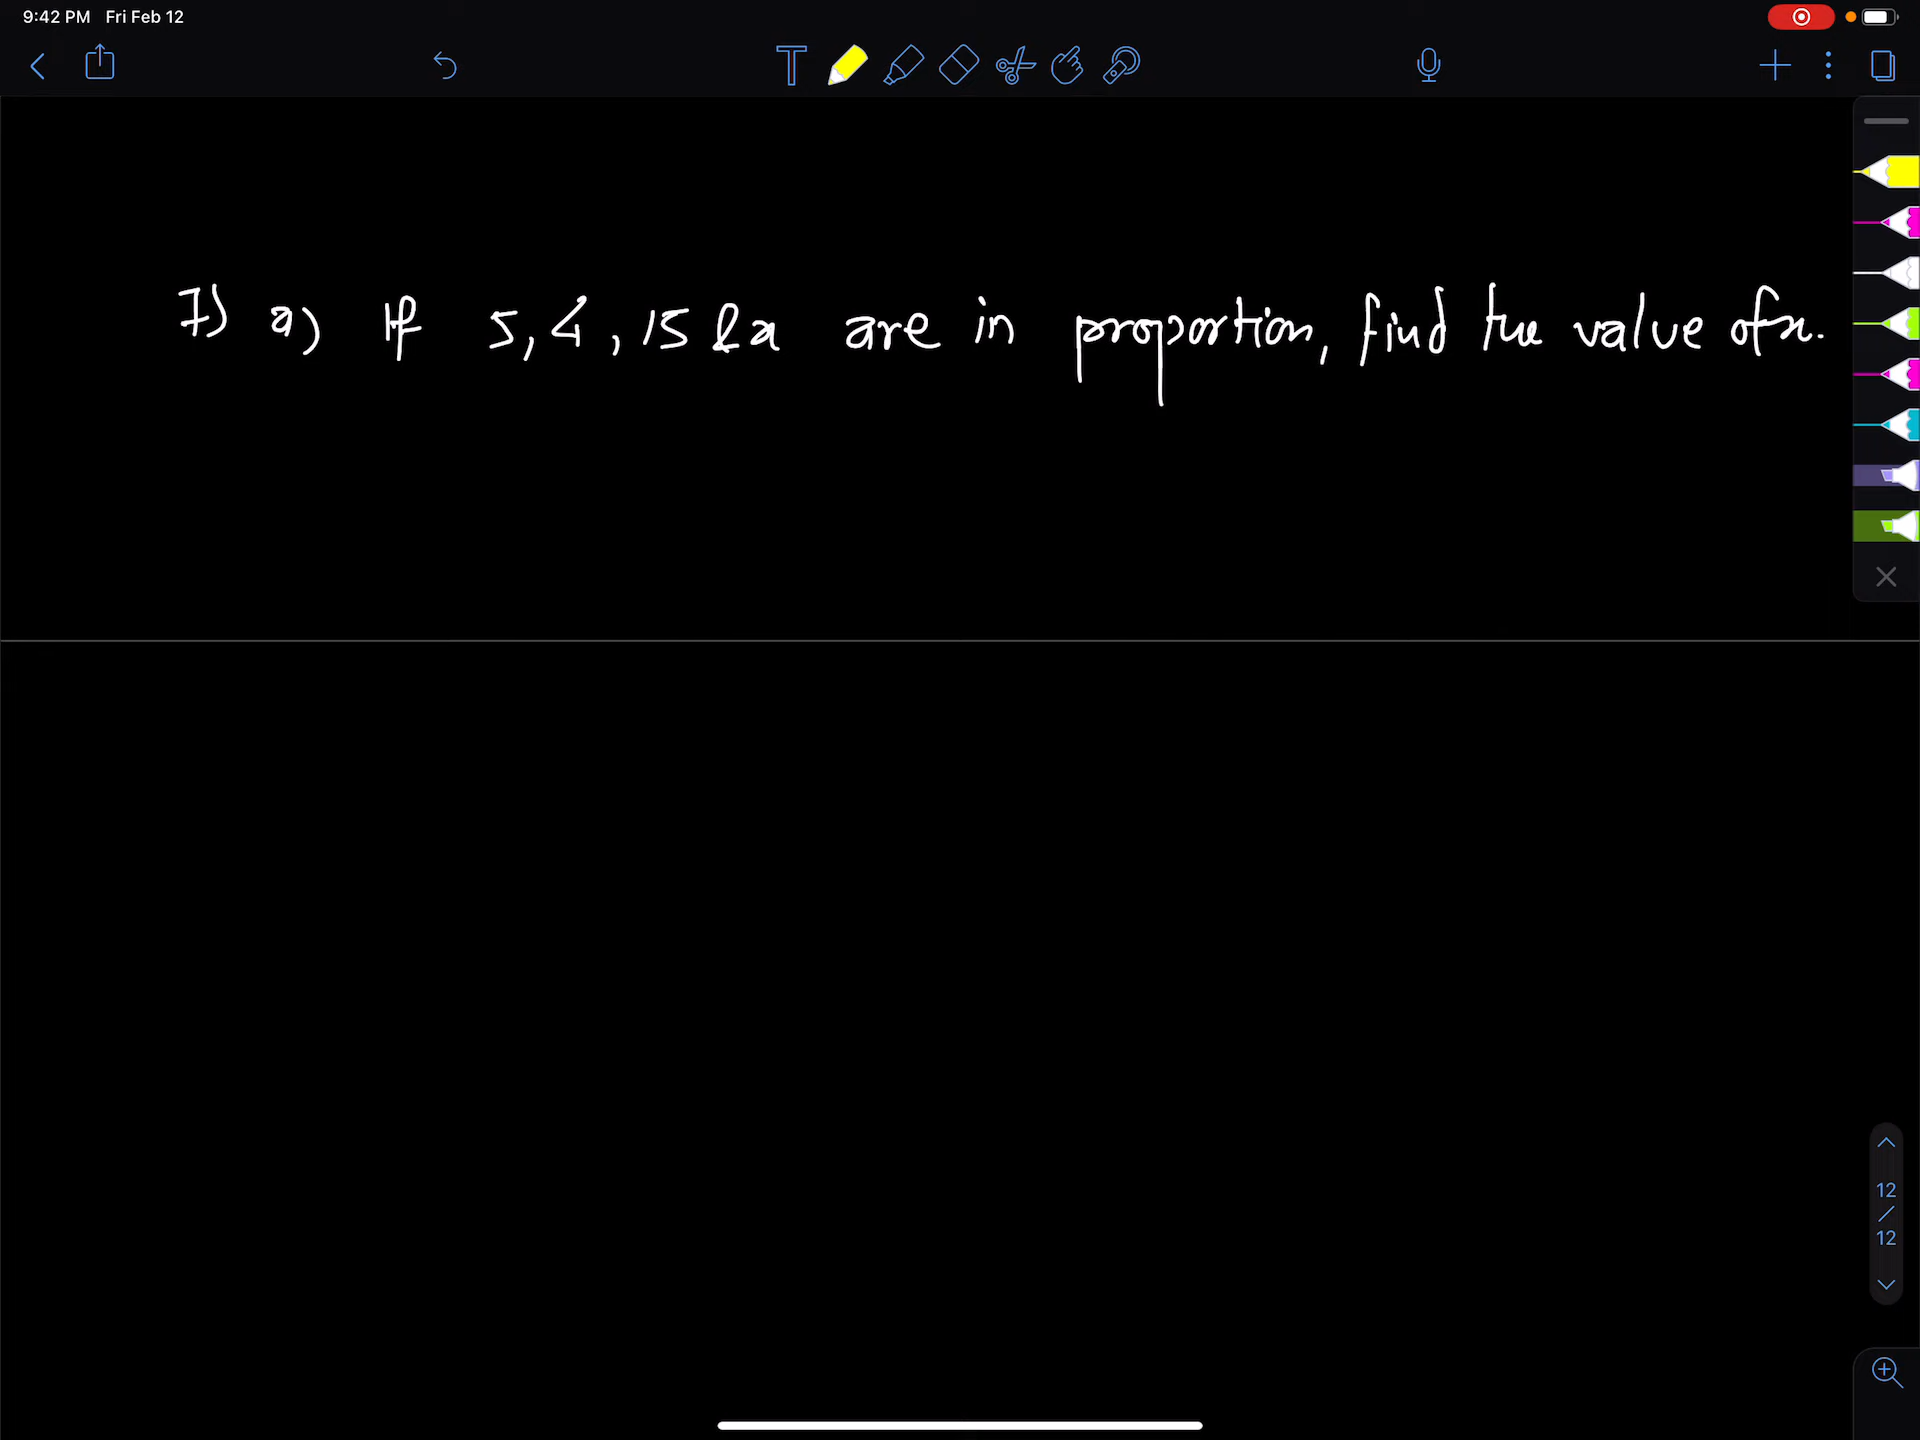 9:42 PM Fri Feb 12
7) a) If 5, 4, 15 & x are in proportion, find the value of x.
12
/
12